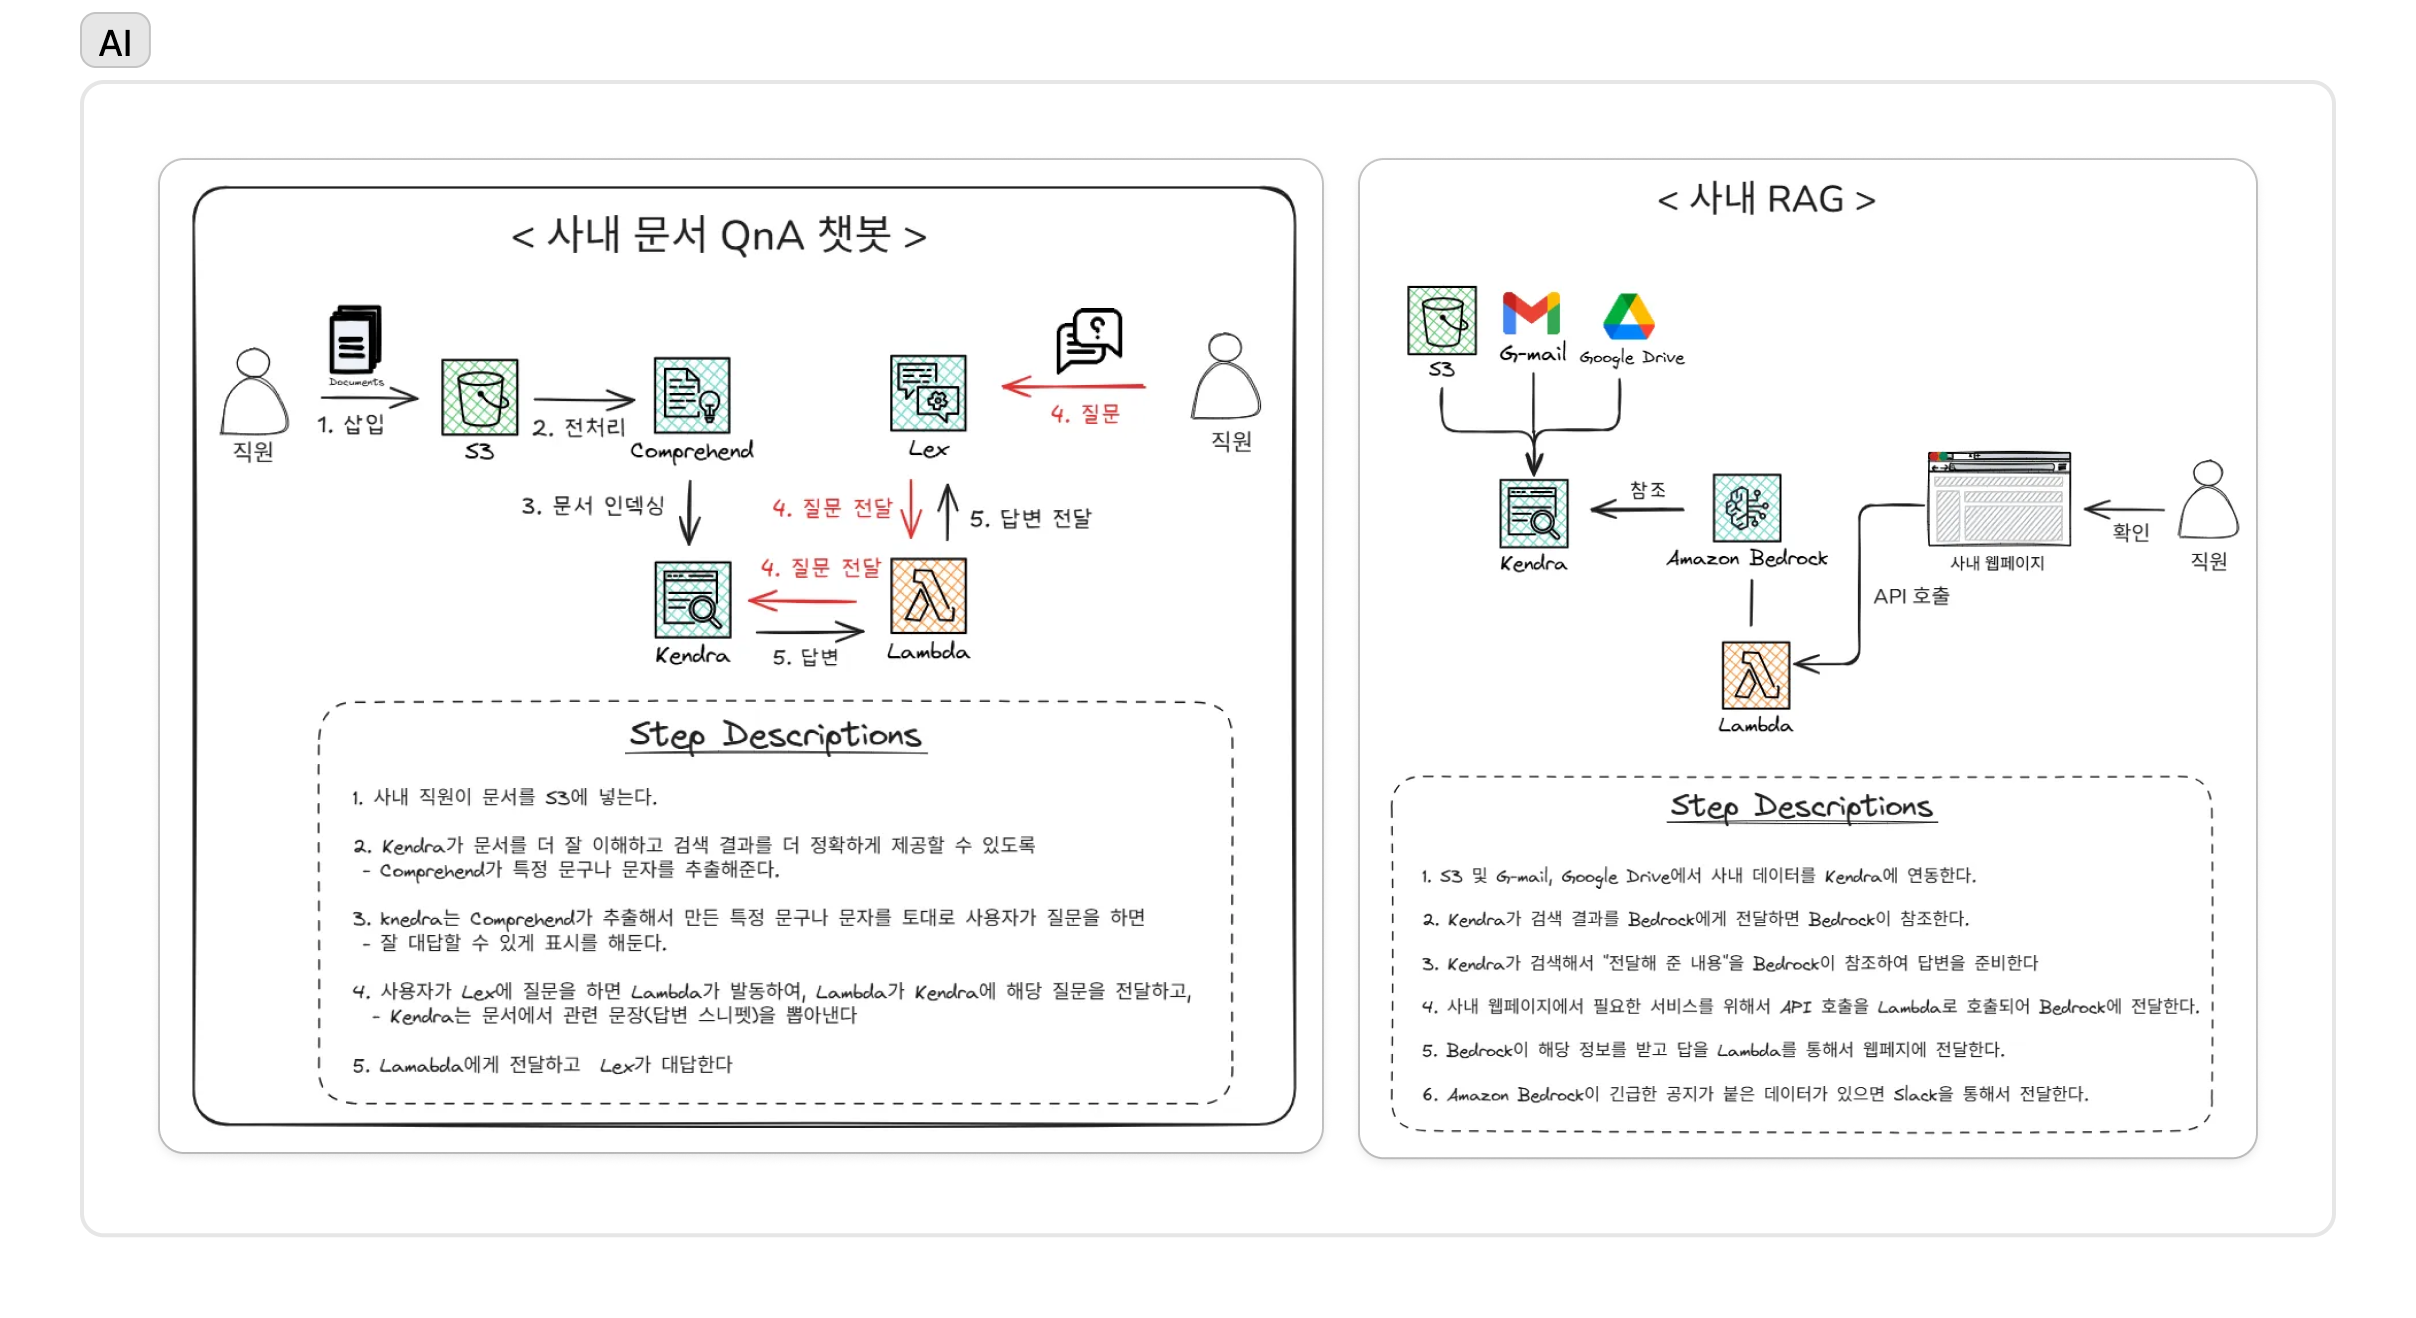 AI
< 사내 문서 QnA 챗봇 >
Documents
1. 삽입
직원
S3
2. 전처리
Comprehend
Lex
4. 질문
직원
3. 문서 인덱싱
4. 질문 전달
5. 답변 전달
4. 질문 전달
Kendra
5. 답변
Lambda
Step Descriptions
1. 사내 직원이 문서를 S3에 넣는다.
2. Kendra가 문서를 더 잘 이해하고 검색 결과를 더 정확하게 제공할 수 있도록
- Comprehend가 특정 문구나 문자를 추출해준다.
3. knedra는 Comprehend가 추출해서 만든 특정 문구나 문자를 토대로 사용자가 질문을 하면
- 잘 대답할 수 있게 표시를 해둔다.
4. 사용자가 Lex에 질문을 하면 Lambda가 발동하여, Lambda가 Kendra에 해당 질문을 전달하고,
- Kendra는 문서에서 관련 문장(답변 스니펫)을 뽑아낸다
5. Lamabda에게 전달하고 Lex가 대답한다
< 사내 RAG >
S3
G-mail
Google Drive
Kendra
참조
Amazon Bedrock
사내 웹페이지
확인
직원
API 호출
Lambda
Step Descriptions
1. S3 및 G-mail, Google Drive에서 사내 데이터를 Kendra에 연동한다.
2. Kendra가 검색 결과를 Bedrock에게 전달하면 Bedrock이 참조한다.
3. Kendra가 검색해서 "전달해 준 내용"을 Bedrock이 참조하여 답변을 준비한다
4. 사내 웹페이지에서 필요한 서비스를 위해서 API 호출을 Lambda로 호출되어 Bedrock에 전달한다.
5. Bedrock이 해당 정보를 받고 답을 Lambda를 통해서 웹페지에 전달한다.
6. Amazon Bedrock이 긴급한 공지가 붙은 데이터가 있으면 Slack을 통해서 전달한다.